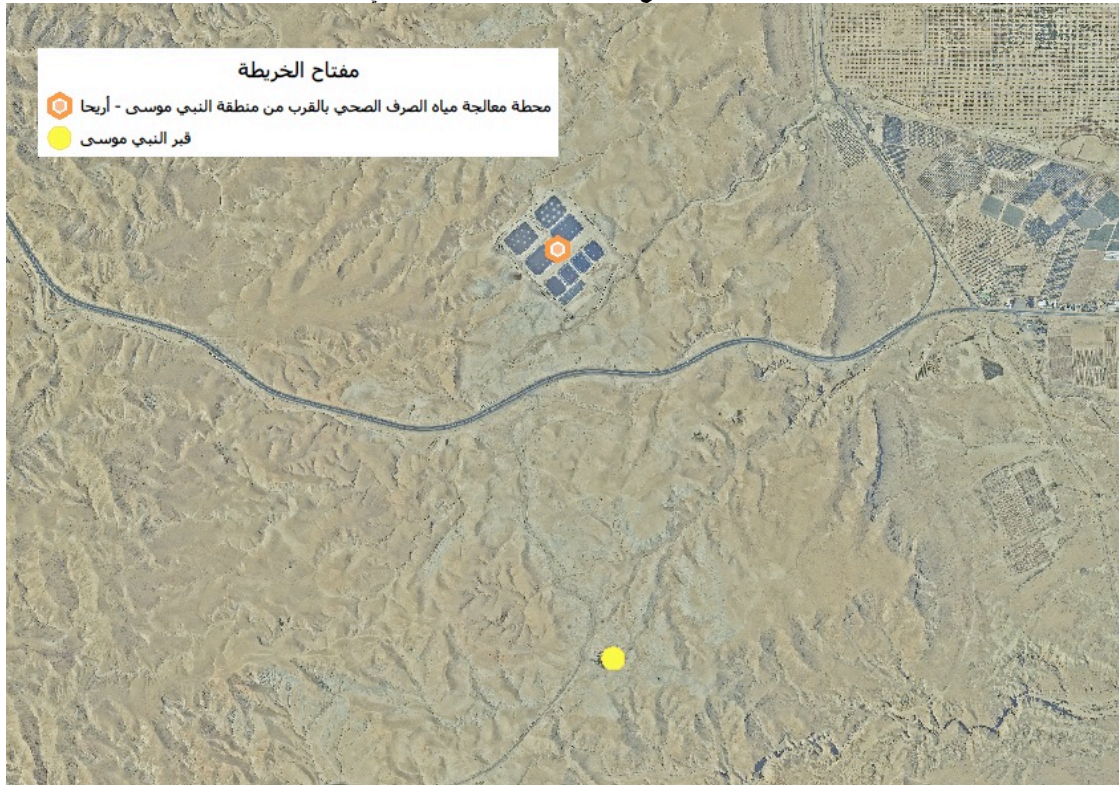 مفتاح الخريطة
محطة معالجة مياه الصرف الصحي بالقرب من منطقة النبي موسى - أريحا
قبر النبي موسى